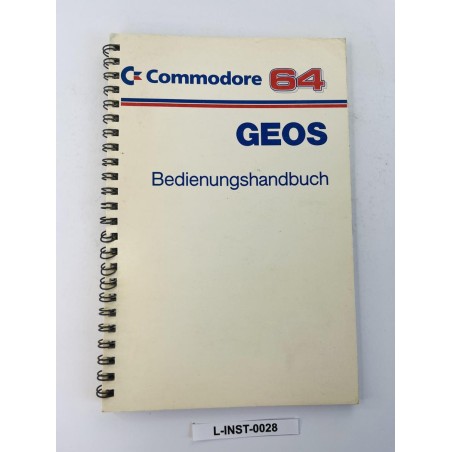 Commodore 64
GEOS
Bedienungshandbuch
L-INST-0028